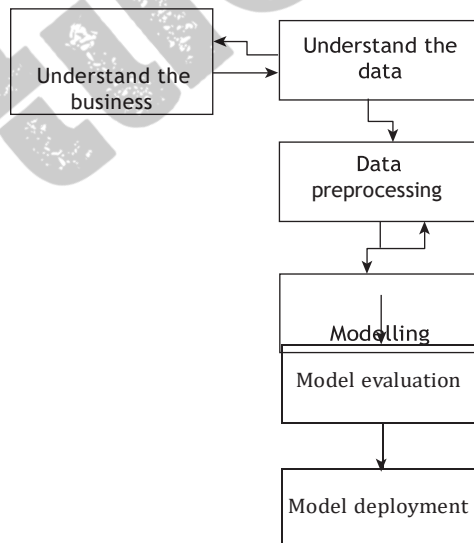 Understand the
business
Understand the
data
Data
preprocessing
Modelling
Model evaluation
Model deployment